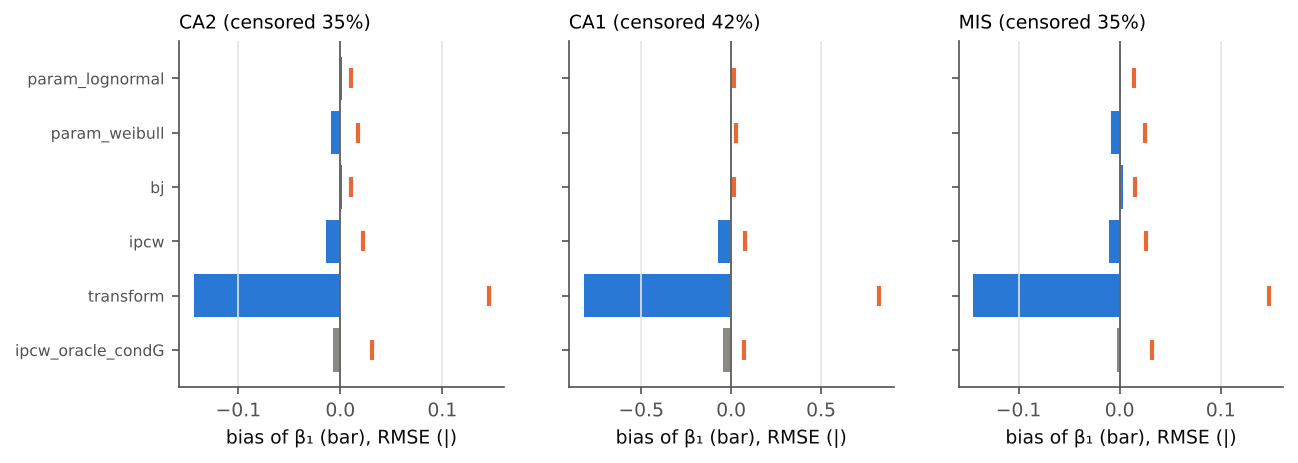 CA2 (censored 35%)
CA1 (censored 42%)
MIS (censored 35%)
param_lognormal
param_weibull
bj
ipcw
transform
ipcw_oracle_condG
−0.1 0.0 0.1
−0.5 0.0 0.5
−0.1 0.0 0.1
bias of β₁ (bar), RMSE (|)
bias of β₁ (bar), RMSE (|)
bias of β₁ (bar), RMSE (|)